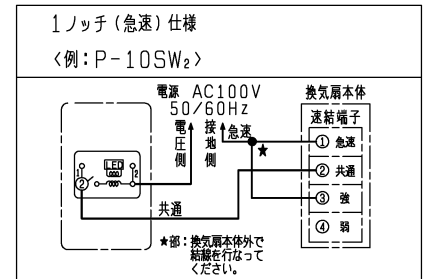 1ノッチ(急速)仕様
〈例:P-10SW₂〉
電源 AC100V
50/60Hz
換気扇本体
速結端子
電圧側
接地側
急速
★
① 急速
② 共通
③ 強
④ 弱
LED
1
2
②
共通
★部:換気扇本体外で
結線を行なって
ください。